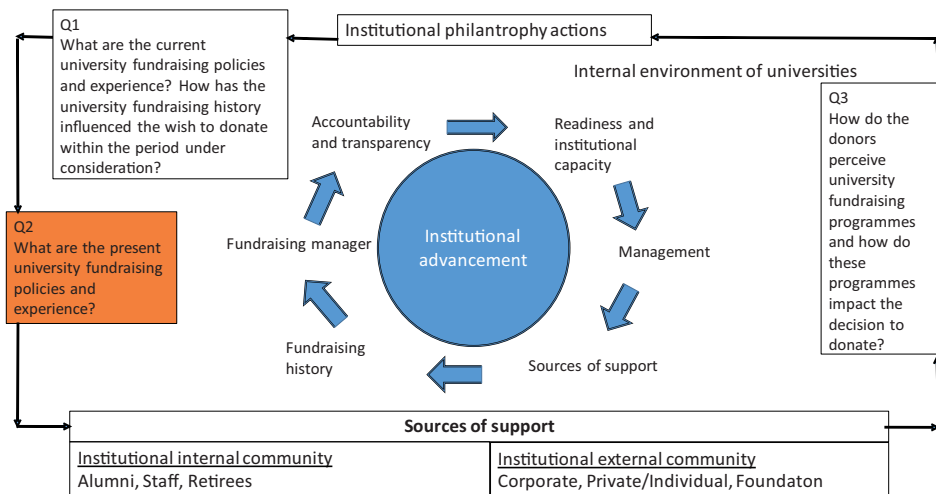 Q1
What are the current
university fundraising policies
and experience? How has the
university fundraising history
influenced the wish to donate
within the period under
consideration?
Institutional philantrophy actions
Internal environment of universities
Q3
How do the
donors
perceive
university
fundraising
programmes
and how do
these
programmes
impact the
decision to
donate?
Accountability
and transparency
Readiness and
institutional
capacity
Q2
What are the present
university fundraising
policies and
experience?
Fundraising manager
Institutional
advancement
Management
Fundraising
history
Sources of support
Sources of support
Institutional internal community
Alumni, Staff, Retirees
Institutional external community
Corporate, Private/Individual, Foundaton